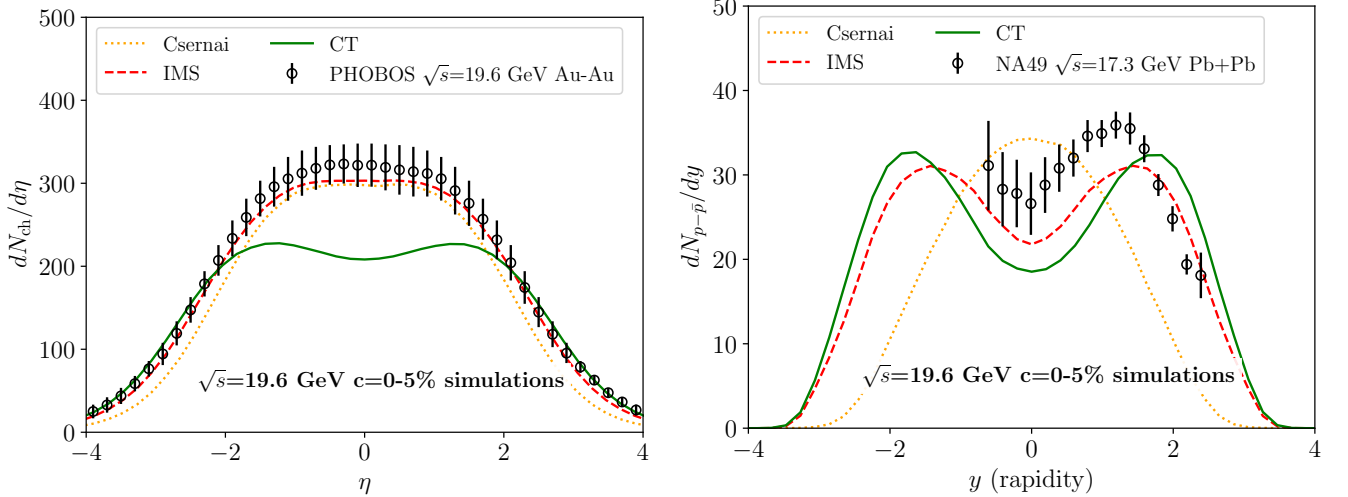 500
400
300
200
100
0
dN_ch/dη
Csernai
IMS
CT
PHOBOS √s=19.6 GeV Au-Au
√s=19.6 GeV c=0-5% simulations
−4
−2
0
2
4
η
50
40
30
20
10
0
dN_{p−p̄}/dy
Csernai
IMS
CT
NA49 √s=17.3 GeV Pb+Pb
√s=19.6 GeV c=0-5% simulations
−4
−2
0
2
4
y (rapidity)